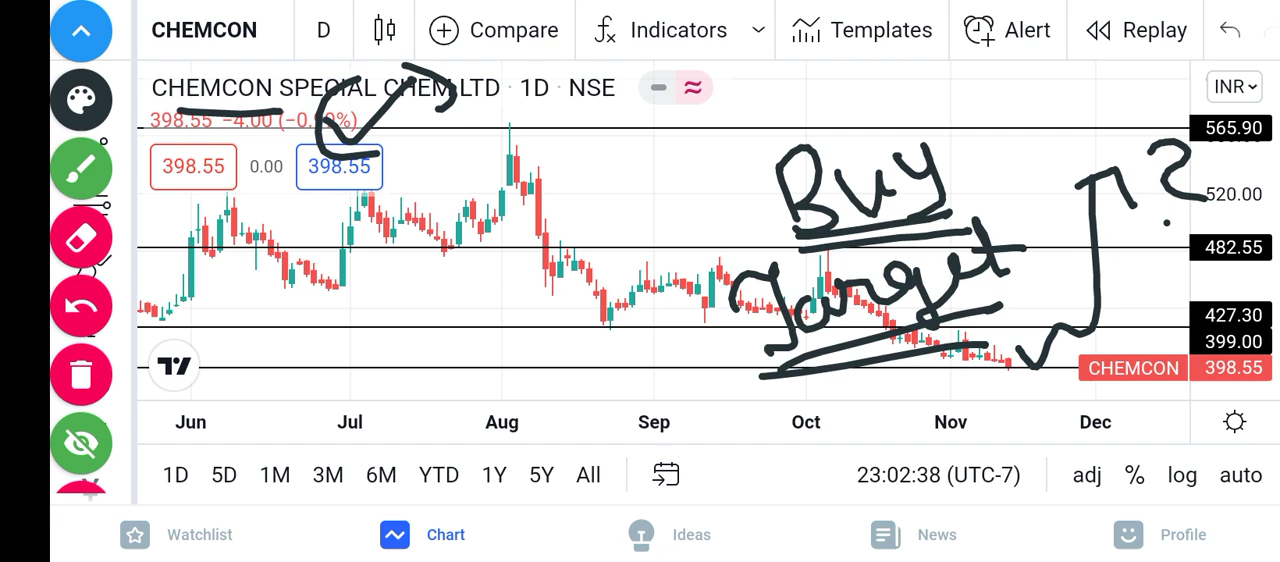 CHEMCON D Compare Indicators Templates Alert Replay
CHEMCON SPECIAL CHEM LTD · 1D · NSE INR
398.55 −4.00 (−0.99%)
398.55 0.00 398.55
565.90
520.00
482.55
427.30
399.00
CHEMCON 398.55
Buy
Target
?
Jun Jul Aug Sep Oct Nov Dec
1D 5D 1M 3M 6M YTD 1Y 5Y All 23:02:38 (UTC-7) adj % log auto
Watchlist Chart Ideas News Profile